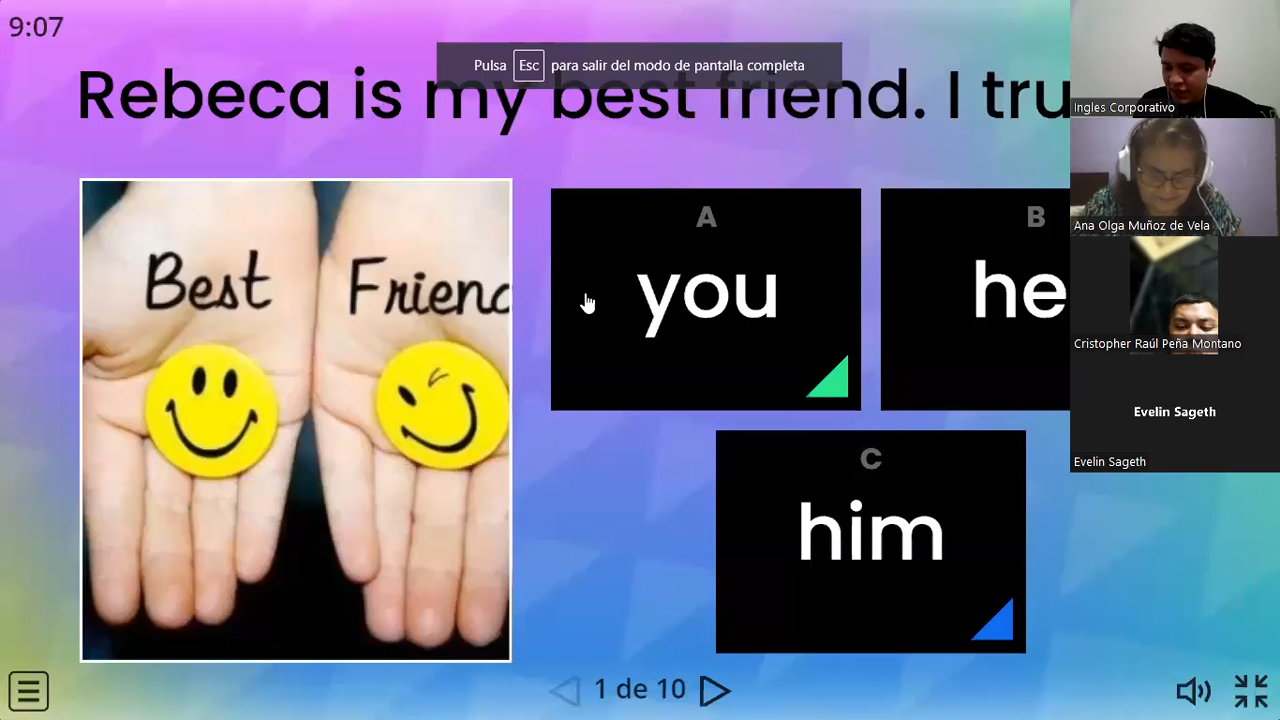 9:07
Pulsa Esc para salir del modo de pantalla completa
Rebeca is my best friend. I tru
Best Frien
A
you
B
he
C
him
1 de 10
Ingles Corporativo
Ana Olga Muñoz de Vela
Cristopher Raúl Peña Montano
Evelin Sageth
Evelin Sageth